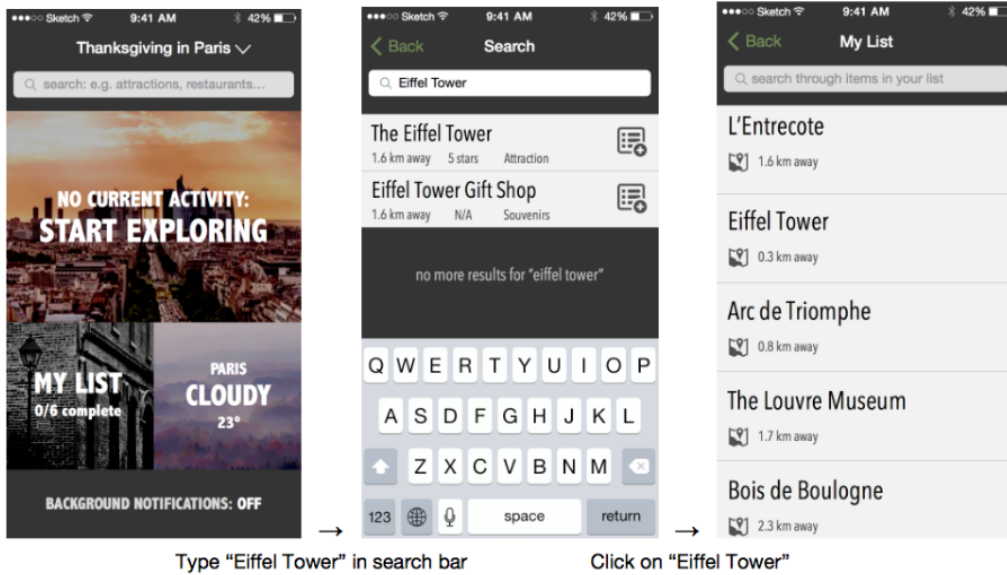 Sketch 9:41 AM 42%
Thanksgiving in Paris
search: e.g. attractions, restaurants...
NO CURRENT ACTIVITY:
START EXPLORING
MY LIST
0/6 complete
PARIS
CLOUDY
23°
BACKGROUND NOTIFICATIONS: OFF
→
Type “Eiffel Tower” in search bar
Sketch 9:41 AM 42%
Back Search
Eiffel Tower
The Eiffel Tower
1.6 km away 5 stars Attraction
Eiffel Tower Gift Shop
1.6 km away N/A Souvenirs
no more results for “eiffel tower”
Q W E R T Y U I O P
A S D F G H J K L
Z X C V B N M
123 space return
→
Click on “Eiffel Tower”
Sketch 9:41 AM 42%
Back My List
search through items in your list
L’Entrecote
1.6 km away
Eiffel Tower
0.3 km away
Arc de Triomphe
0.8 km away
The Louvre Museum
1.7 km away
Bois de Boulogne
2.3 km away